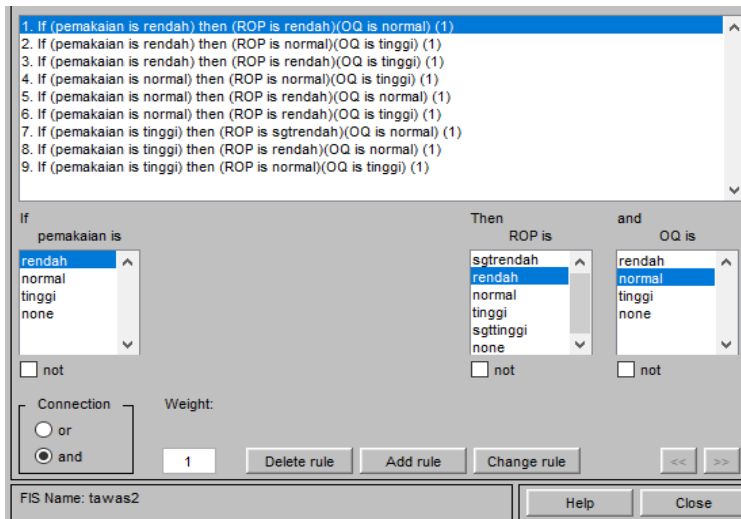 1. If (pemakaian is rendah) then (ROP is rendah)(OQ is normal) (1)
2. If (pemakaian is rendah) then (ROP is normal)(OQ is tinggi) (1)
3. If (pemakaian is rendah) then (ROP is rendah)(OQ is tinggi) (1)
4. If (pemakaian is normal) then (ROP is normal)(OQ is tinggi) (1)
5. If (pemakaian is normal) then (ROP is rendah)(OQ is normal) (1)
6. If (pemakaian is normal) then (ROP is rendah)(OQ is tinggi) (1)
7. If (pemakaian is tinggi) then (ROP is sgtrendah)(OQ is normal) (1)
8. If (pemakaian is tinggi) then (ROP is rendah)(OQ is normal) (1)
9. If (pemakaian is tinggi) then (ROP is normal)(OQ is tinggi) (1)
If
pemakaian is
rendah
normal
tinggi
none
not
Then
ROP is
sgtrendah
rendah
normal
tinggi
sgttinggi
none
not
and
OQ is
rendah
normal
tinggi
none
not
Connection
or
and
Weight:
1
Delete rule
Add rule
Change rule
<<
>>
FIS Name: tawas2
Help
Close